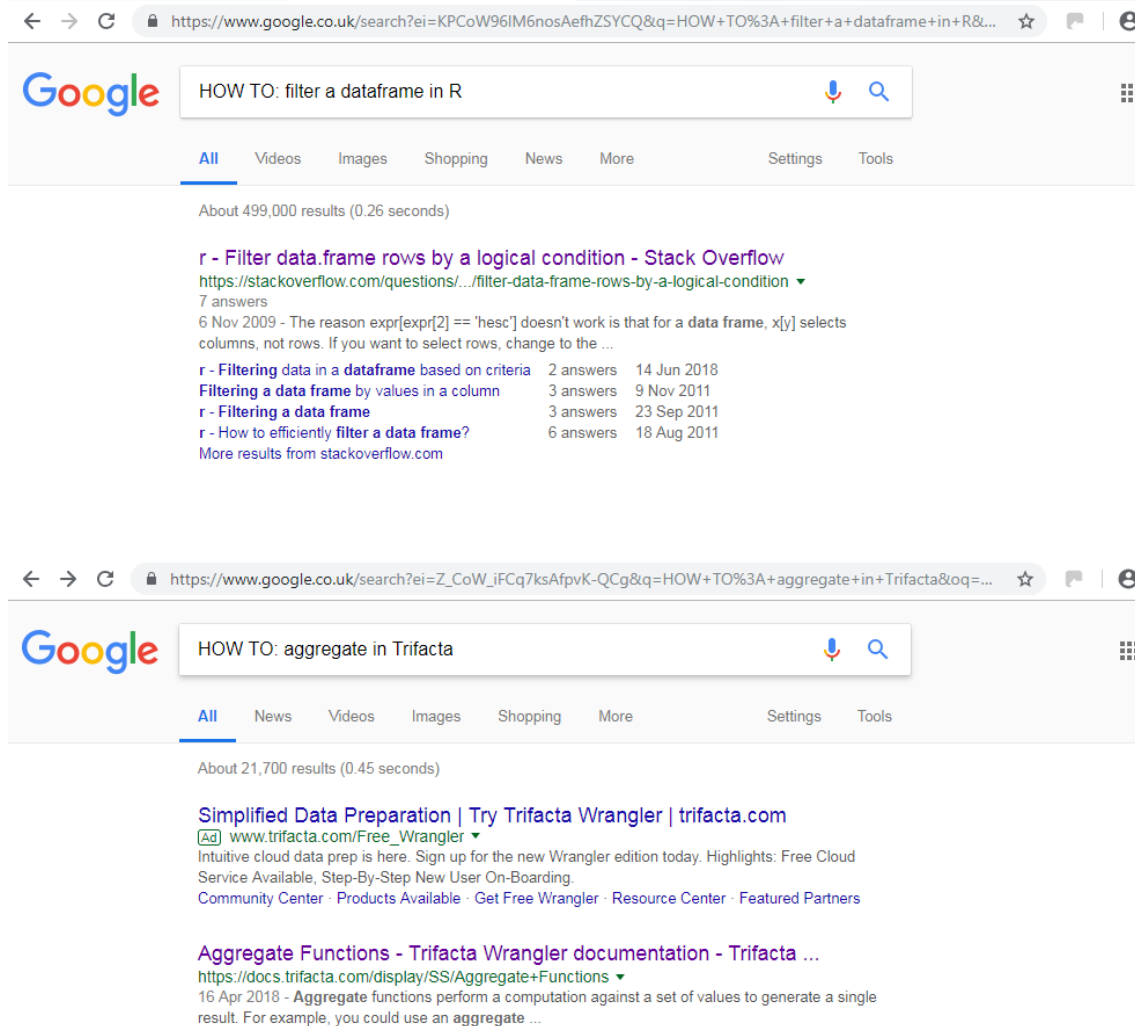 https://www.google.co.uk/search?ei=KPCoW96lM6nosAefhZSYCQ&q=HOW+TO%3A+filter+a+dataframe+in+R&...
Google HOW TO: filter a dataframe in R
All Videos Images Shopping News More Settings Tools
About 499,000 results (0.26 seconds)
r - Filter data.frame rows by a logical condition - Stack Overflow
https://stackoverflow.com/questions/.../filter-data-frame-rows-by-a-logical-condition
7 answers
6 Nov 2009 - The reason expr[expr[2] == 'hesc'] doesn't work is that for a data frame, x[y] selects
columns, not rows. If you want to select rows, change to the ...
r - Filtering data in a dataframe based on criteria 2 answers 14 Jun 2018
Filtering a data frame by values in a column 3 answers 9 Nov 2011
r - Filtering a data frame 3 answers 23 Sep 2011
r - How to efficiently filter a data frame? 6 answers 18 Aug 2011
More results from stackoverflow.com
https://www.google.co.uk/search?ei=Z_CoW_iFCq7ksAfpvK-QCg&q=HOW+TO%3A+aggregate+in+Trifacta&oq=...
Google HOW TO: aggregate in Trifacta
All News Videos Images Shopping More Settings Tools
About 21,700 results (0.45 seconds)
Simplified Data Preparation | Try Trifacta Wrangler | trifacta.com
Ad www.trifacta.com/Free_Wrangler
Intuitive cloud data prep is here. Sign up for the new Wrangler edition today. Highlights: Free Cloud
Service Available, Step-By-Step New User On-Boarding.
Community Center · Products Available · Get Free Wrangler · Resource Center · Featured Partners
Aggregate Functions - Trifacta Wrangler documentation - Trifacta ...
https://docs.trifacta.com/display/SS/Aggregate+Functions
16 Apr 2018 - Aggregate functions perform a computation against a set of values to generate a single
result. For example, you could use an aggregate ...